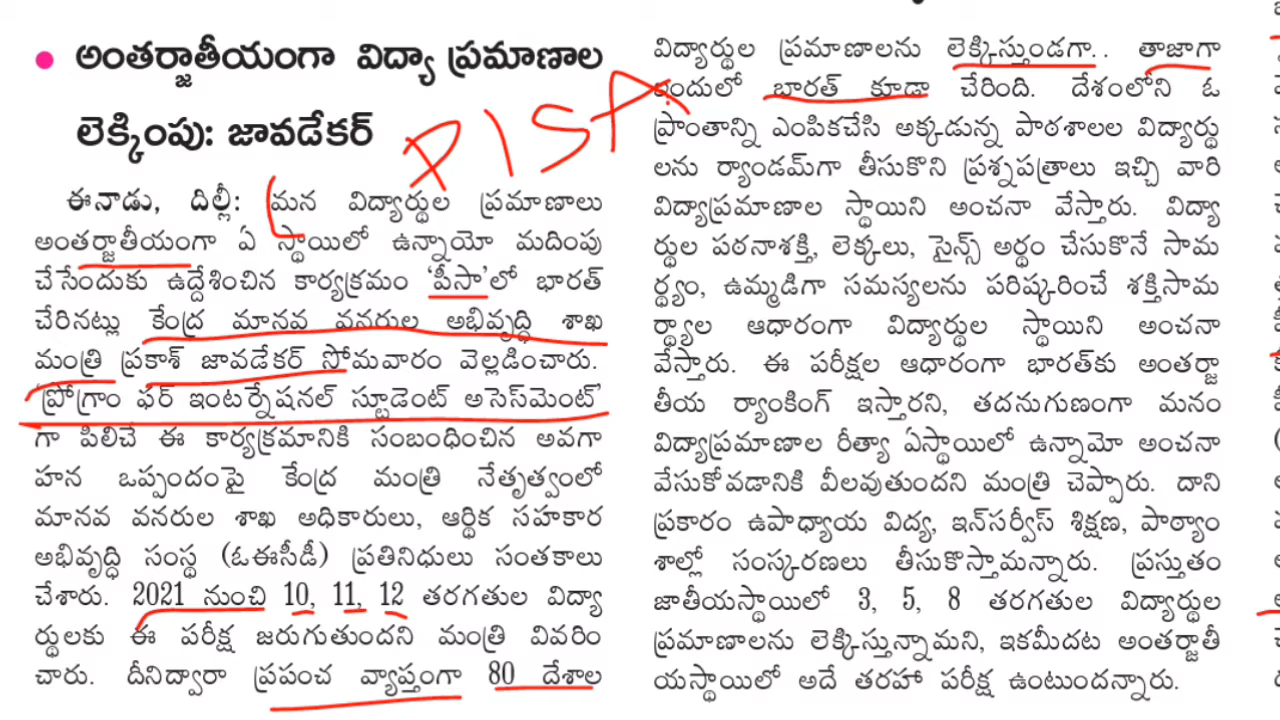 అంతర్జాతీయంగా విద్యా ప్రమాణాల
లెక్కింపు: జావడేకర్
PISA
ఈనాడు, దిల్లీ: మన విద్యార్థుల ప్రమాణాలు
అంతర్జాతీయంగా ఏ స్థాయిలో ఉన్నాయో మదింపు
చేసేందుకు ఉద్దేశించిన కార్యక్రమం ‘పీసా’లో భారత్
చేరినట్లు కేంద్ర మానవ వనరుల అభివృద్ధి శాఖ
మంత్రి ప్రకాశ్ జావడేకర్ సోమవారం వెల్లడించారు.
‘ప్రోగ్రాం ఫర్ ఇంటర్నేషనల్ స్టూడెంట్ అసెస్‌మెంట్’
గా పిలిచే ఈ కార్యక్రమానికి సంబంధించిన అవగా
హన ఒప్పందంపై కేంద్ర మంత్రి నేతృత్వంలో
మానవ వనరుల శాఖ అధికారులు, ఆర్థిక సహకార
అభివృద్ధి సంస్థ (ఓఈసీడీ) ప్రతినిధులు సంతకాలు
చేశారు. 2021 నుంచి 10, 11, 12 తరగతుల విద్యా
ర్థులకు ఈ పరీక్ష జరుగుతుందని మంత్రి వివరిం
చారు. దీనిద్వారా ప్రపంచ వ్యాప్తంగా 80 దేశాల
విద్యార్థుల ప్రమాణాలను లెక్కిస్తుండగా.. తాజాగా
ఇందులో భారత్ కూడా చేరింది. దేశంలోని ఓ
ప్రాంతాన్ని ఎంపికచేసి అక్కడున్న పాఠశాలల విద్యార్థు
లను ర్యాండమ్‌గా తీసుకొని ప్రశ్నపత్రాలు ఇచ్చి వారి
విద్యాప్రమాణాల స్థాయిని అంచనా వేస్తారు. విద్యా
ర్థుల పఠనాశక్తి, లెక్కలు, సైన్స్ అర్థం చేసుకొనే సామ
ర్థ్యం, ఉమ్మడిగా సమస్యలను పరిష్కరించే శక్తిసామ
ర్థ్యాల ఆధారంగా విద్యార్థుల స్థాయిని అంచనా
వేస్తారు. ఈ పరీక్షల ఆధారంగా భారత్‌కు అంతర్జా
తీయ ర్యాంకింగ్ ఇస్తారని, తదనుగుణంగా మనం
విద్యాప్రమాణాల రీత్యా ఏస్థాయిలో ఉన్నామో అంచనా
వేసుకోవడానికి వీలవుతుందని మంత్రి చెప్పారు. దాని
ప్రకారం ఉపాధ్యాయ విద్య, ఇన్‌సర్వీస్ శిక్షణ, పాఠ్యాం
శాల్లో సంస్కరణలు తీసుకొస్తామన్నారు. ప్రస్తుతం
జాతీయస్థాయిలో 3, 5, 8 తరగతుల విద్యార్థుల
ప్రమాణాలను లెక్కిస్తున్నామని, ఇకమీదట అంతర్జాతీ
యస్థాయిలో అదే తరహా పరీక్ష ఉంటుందన్నారు.